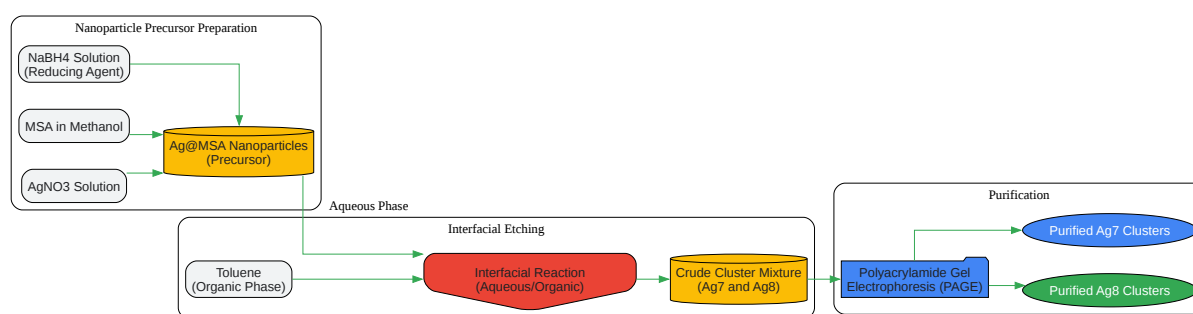 Nanoparticle Precursor Preparation
NaBH4 Solution
(Reducing Agent)
MSA in Methanol
AgNO3 Solution
Ag@MSA Nanoparticles
(Precursor)
Aqueous Phase
Interfacial Etching
Toluene
(Organic Phase)
Interfacial Reaction
(Aqueous/Organic)
Crude Cluster Mixture
(Ag7 and Ag8)
Purification
Polyacrylamide Gel
Electrophoresis (PAGE)
Purified Ag7 Clusters
Purified Ag8 Clusters